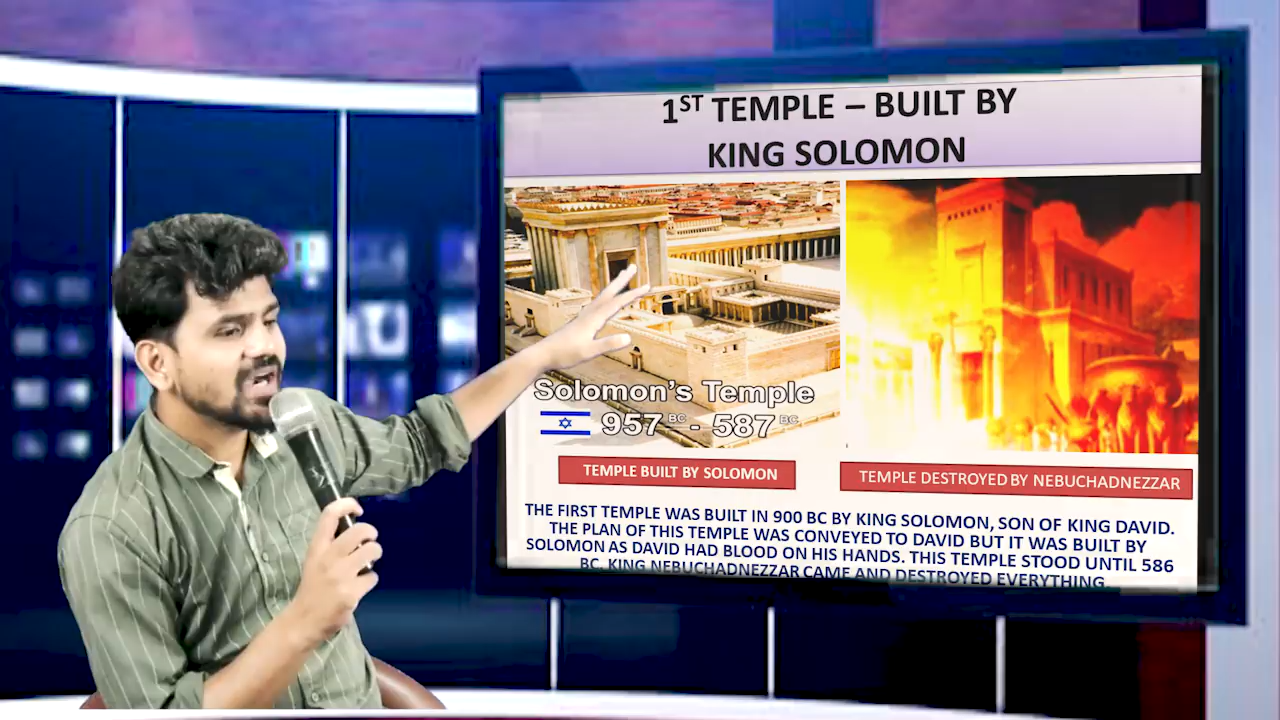 1ST TEMPLE – BUILT BY
KING SOLOMON
Solomon's Temple
957 BC - 587 BC
TEMPLE BUILT BY SOLOMON
TEMPLE DESTROYED BY NEBUCHADNEZZAR
THE FIRST TEMPLE WAS BUILT IN 900 BC BY KING SOLOMON, SON OF KING DAVID.
THE PLAN OF THIS TEMPLE WAS CONVEYED TO DAVID BUT IT WAS BUILT BY
SOLOMON AS DAVID HAD BLOOD ON HIS HANDS. THIS TEMPLE STOOD UNTIL 586
BC. KING NEBUCHADNEZZAR CAME AND DESTROYED EVERYTHING.